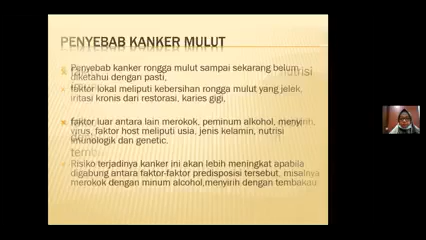 PENYEBAB KANKER MULUT
Penyebab kanker rongga mulut sampai sekarang belum
diketahui dengan pasti,
faktor lokal meliputi kebersihan rongga mulut yang jelek,
iritasi kronis dari restorasi, karies gigi,
faktor luar antara lain merokok, peminum alkohol, menyirih,
virus, faktor host meliputi usia, jenis kelamin, nutrisi
imunologik dan genetic.
Risiko terjadinya kanker ini akan lebih meningkat apabila
digabung antara faktor-faktor predisposisi tersebut, misalnya
merokok dengan minum alcohol,menyirih dengan tembakau